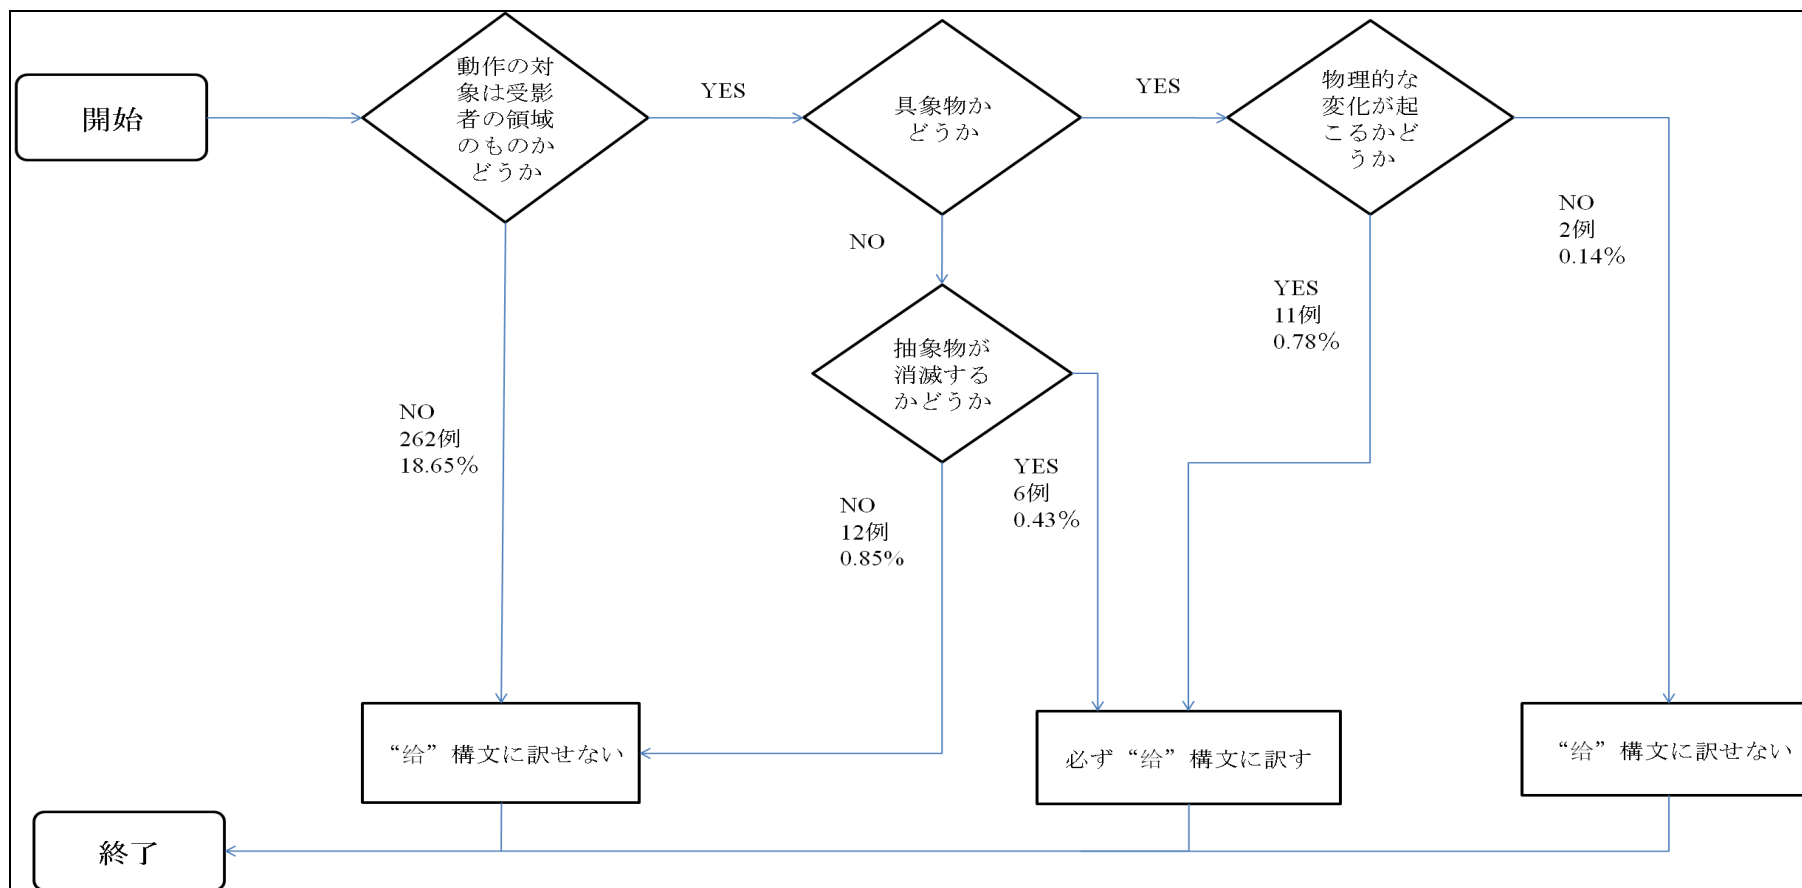 開始
動作の対
象は受影
者の領域
のものか
どうか
YES
具象物か
どうか
YES
物理的な
変化が起
こるかど
うか
NO
2例
0.14%
NO
YES
11例
0.78%
抽象物が
消滅する
かどうか
NO
262例
18.65%
YES
6例
0.43%
NO
12例
0.85%
“给”構文に訳せない
必ず“给”構文に訳す
“给”構文に訳せない
終了